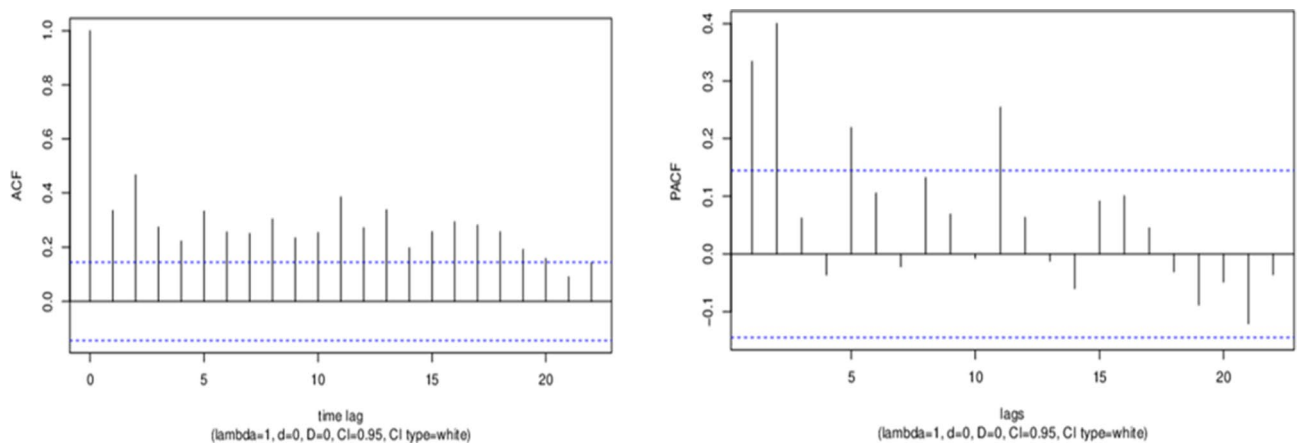 ACF
1.0
0.8
0.6
0.4
0.2
0.0
0 5 10 15 20
time lag
(lambda=1, d=0, D=0, CI=0.95, CI type=white)
PACF
0.4
0.3
0.2
0.1
0.0
-0.1
5 10 15 20
lags
(lambda=1, d=0, D=0, CI=0.95, CI type=white)